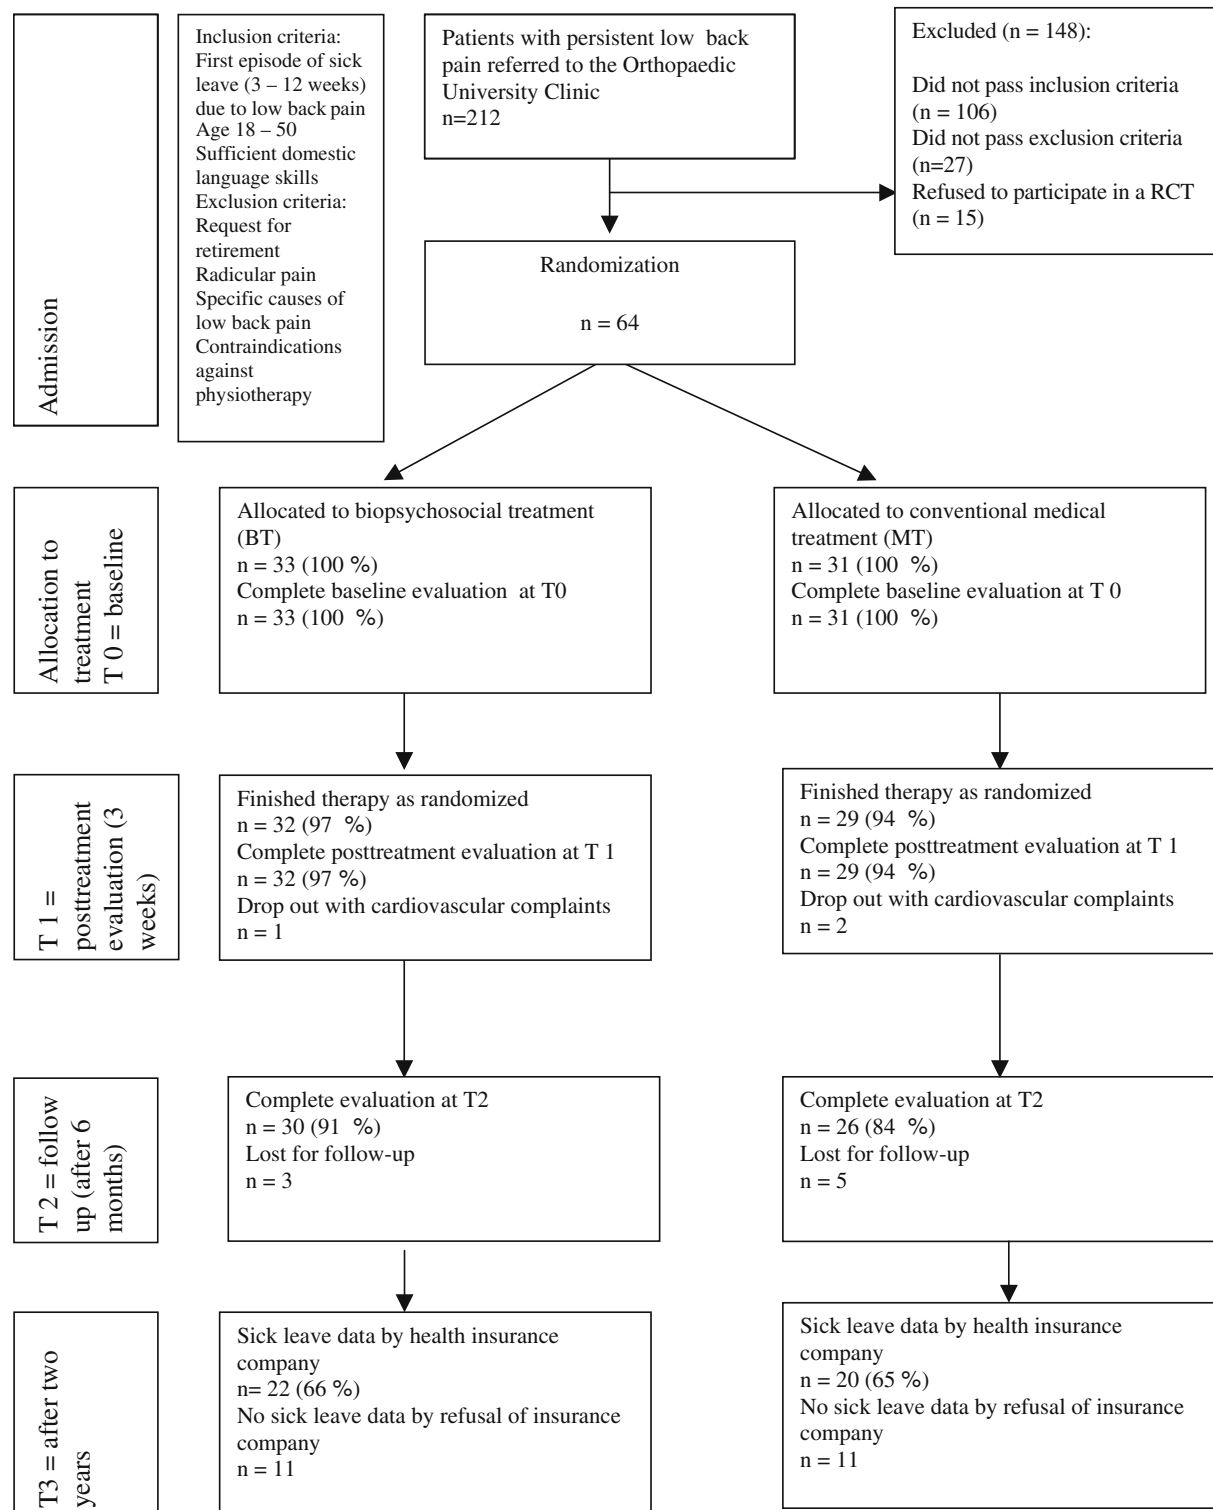 Admission
Inclusion criteria:
First episode of sick
leave (3 – 12 weeks)
due to low back pain
Age 18 – 50
Sufficient domestic
language skills
Exclusion criteria:
Request for
retirement
Radicular pain
Specific causes of
low back pain
Contraindications
against
physiotherapy
Patients with persistent low back
pain referred to the Orthopaedic
University Clinic
n=212
Excluded (n = 148):
Did not pass inclusion criteria
(n = 106)
Did not pass exclusion criteria
(n=27)
Refused to participate in a RCT
(n = 15)
Randomization
n = 64
Allocation to
treatment
T 0 = baseline
Allocated to biopsychosocial treatment
(BT)
n = 33 (100 %)
Complete baseline evaluation at T0
n = 33 (100 %)
Allocated to conventional medical
treatment (MT)
n = 31 (100 %)
Complete baseline evaluation at T 0
n = 31 (100 %)
T 1 =
posttreatment
evaluation (3
weeks)
Finished therapy as randomized
n = 32 (97 %)
Complete posttreatment evaluation at T 1
n = 32 (97 %)
Drop out with cardiovascular complaints
n = 1
Finished therapy as randomized
n = 29 (94 %)
Complete posttreatment evaluation at T 1
n = 29 (94 %)
Drop out with cardiovascular complaints
n = 2
T 2 = follow
up (after 6
months)
Complete evaluation at T2
n = 30 (91 %)
Lost for follow-up
n = 3
Complete evaluation at T2
n = 26 (84 %)
Lost for follow-up
n = 5
T3 = after two
years
Sick leave data by health insurance
company
n= 22 (66 %)
No sick leave data by refusal of insurance
company
n = 11
Sick leave data by health insurance
company
n = 20 (65 %)
No sick leave data by refusal of insurance
company
n = 11